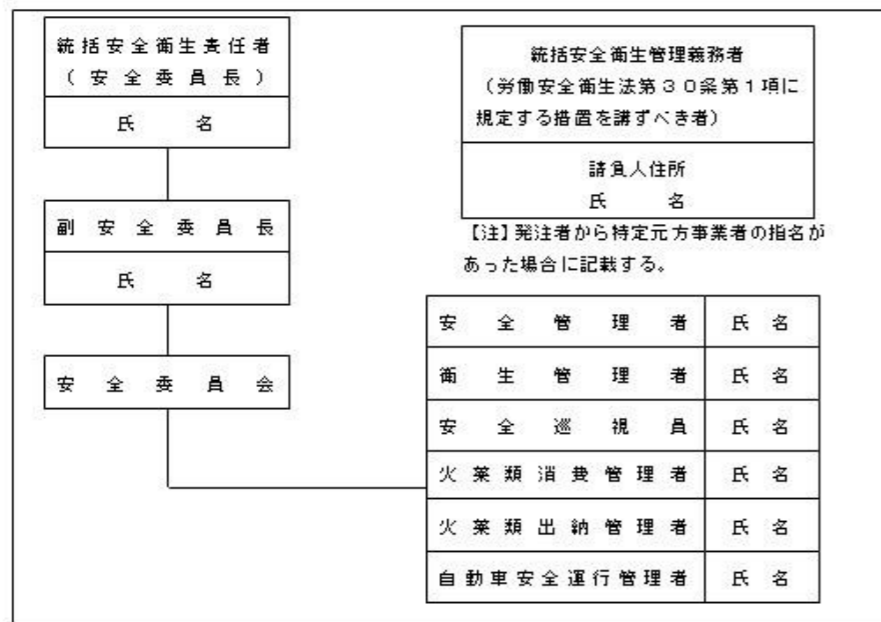 統括安全衛生責任者
(安全委員長)
氏名
副安全委員長
氏名
安全委員会
統括安全衛生管理義務者
(労働安全衛生法第30条第1項に
規定する措置を講ずべき者)
請負人住所
氏名
【注】発注者から特定元方事業者の指名が
あった場合に記載する。
安全管理者 氏名
衛生管理者 氏名
安全巡視員 氏名
火薬類消費管理者 氏名
火薬類出納管理者 氏名
自動車安全運行管理者 氏名